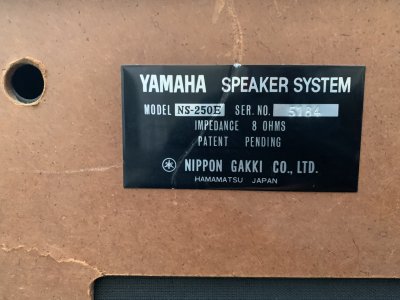 YAMAHA SPEAKER SYSTEM
MODEL NS-250E SER. NO. 5184
IMPEDANCE 8 OHMS
PATENT PENDING
NIPPON GAKKI CO., LTD.
HAMAMATSU JAPAN